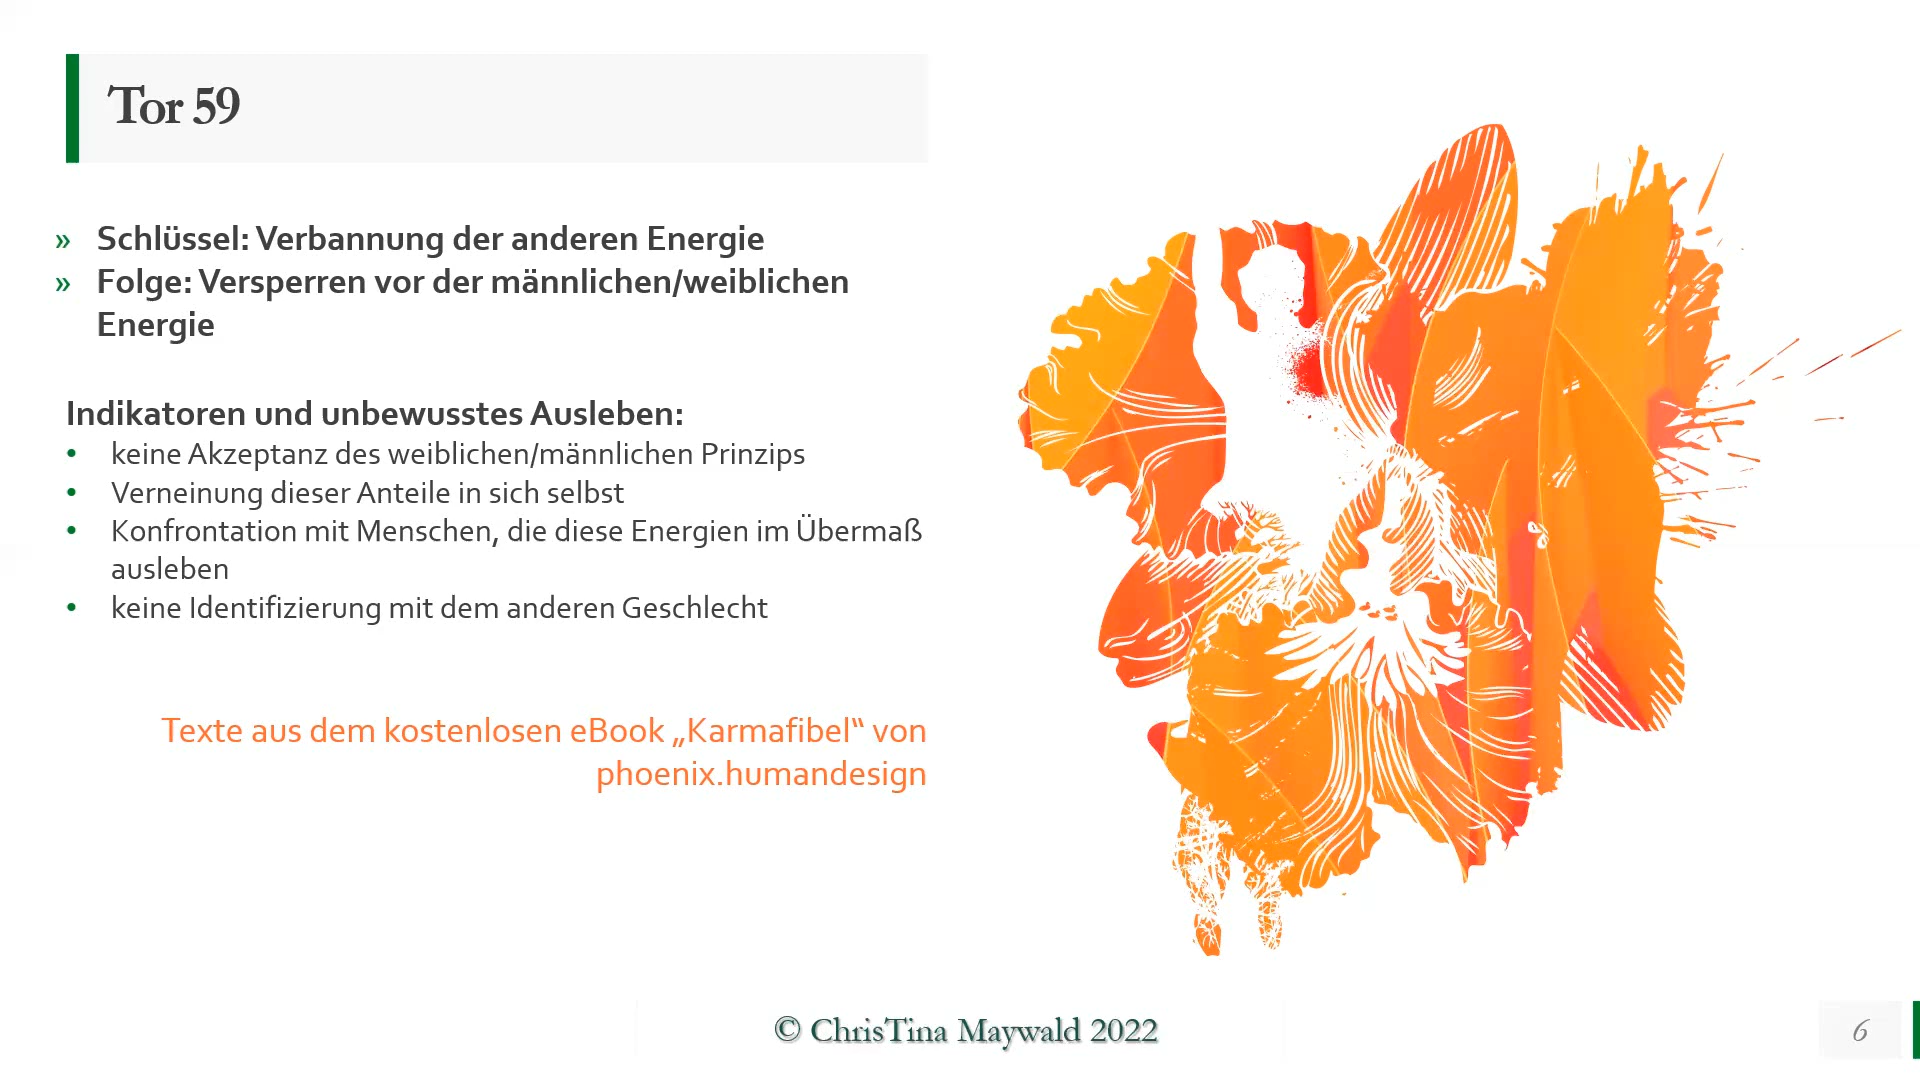 Tor 59
» Schlüssel: Verbannung der anderen Energie
» Folge: Versperren vor der männlichen/weiblichen
Energie
Indikatoren und unbewusstes Ausleben:
• keine Akzeptanz des weiblichen/männlichen Prinzips
• Verneinung dieser Anteile in sich selbst
• Konfrontation mit Menschen, die diese Energien im Übermaß
ausleben
• keine Identifizierung mit dem anderen Geschlecht
Texte aus dem kostenlosen eBook „Karmafibel“ von
phoenix.humandesign
© ChrisTina Maywald 2022
6